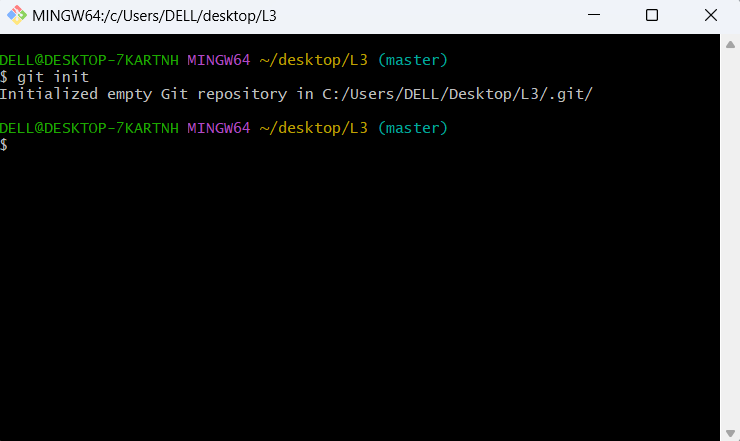 MINGW64:/c/Users/DELL/desktop/L3
DELL@DESKTOP-7KARTNH MINGW64 ~/desktop/L3 (master)
$ git init
Initialized empty Git repository in C:/Users/DELL/Desktop/L3/.git/
DELL@DESKTOP-7KARTNH MINGW64 ~/desktop/L3 (master)
$